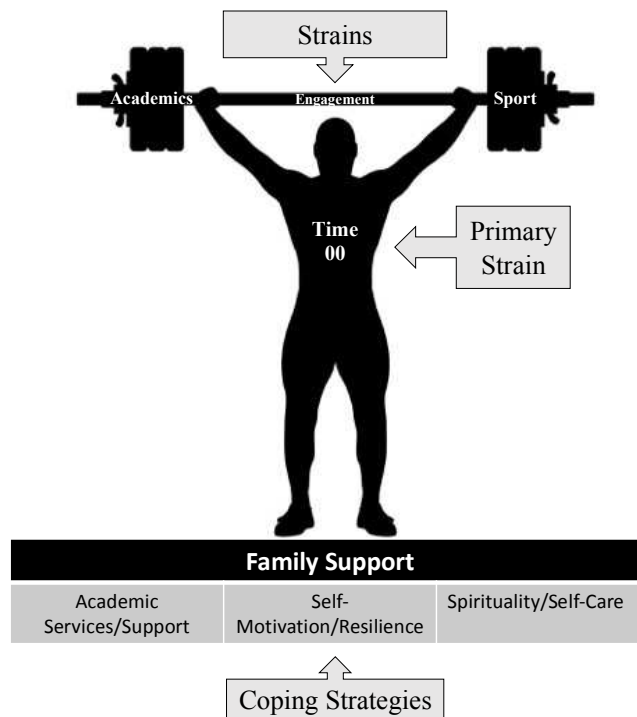 Strains
Academics
Engagement
Sport
Time
00
Primary
Strain
Family Support
Academic
Services/Support
Self-
Motivation/Resilience
Spirituality/Self-Care
Coping Strategies